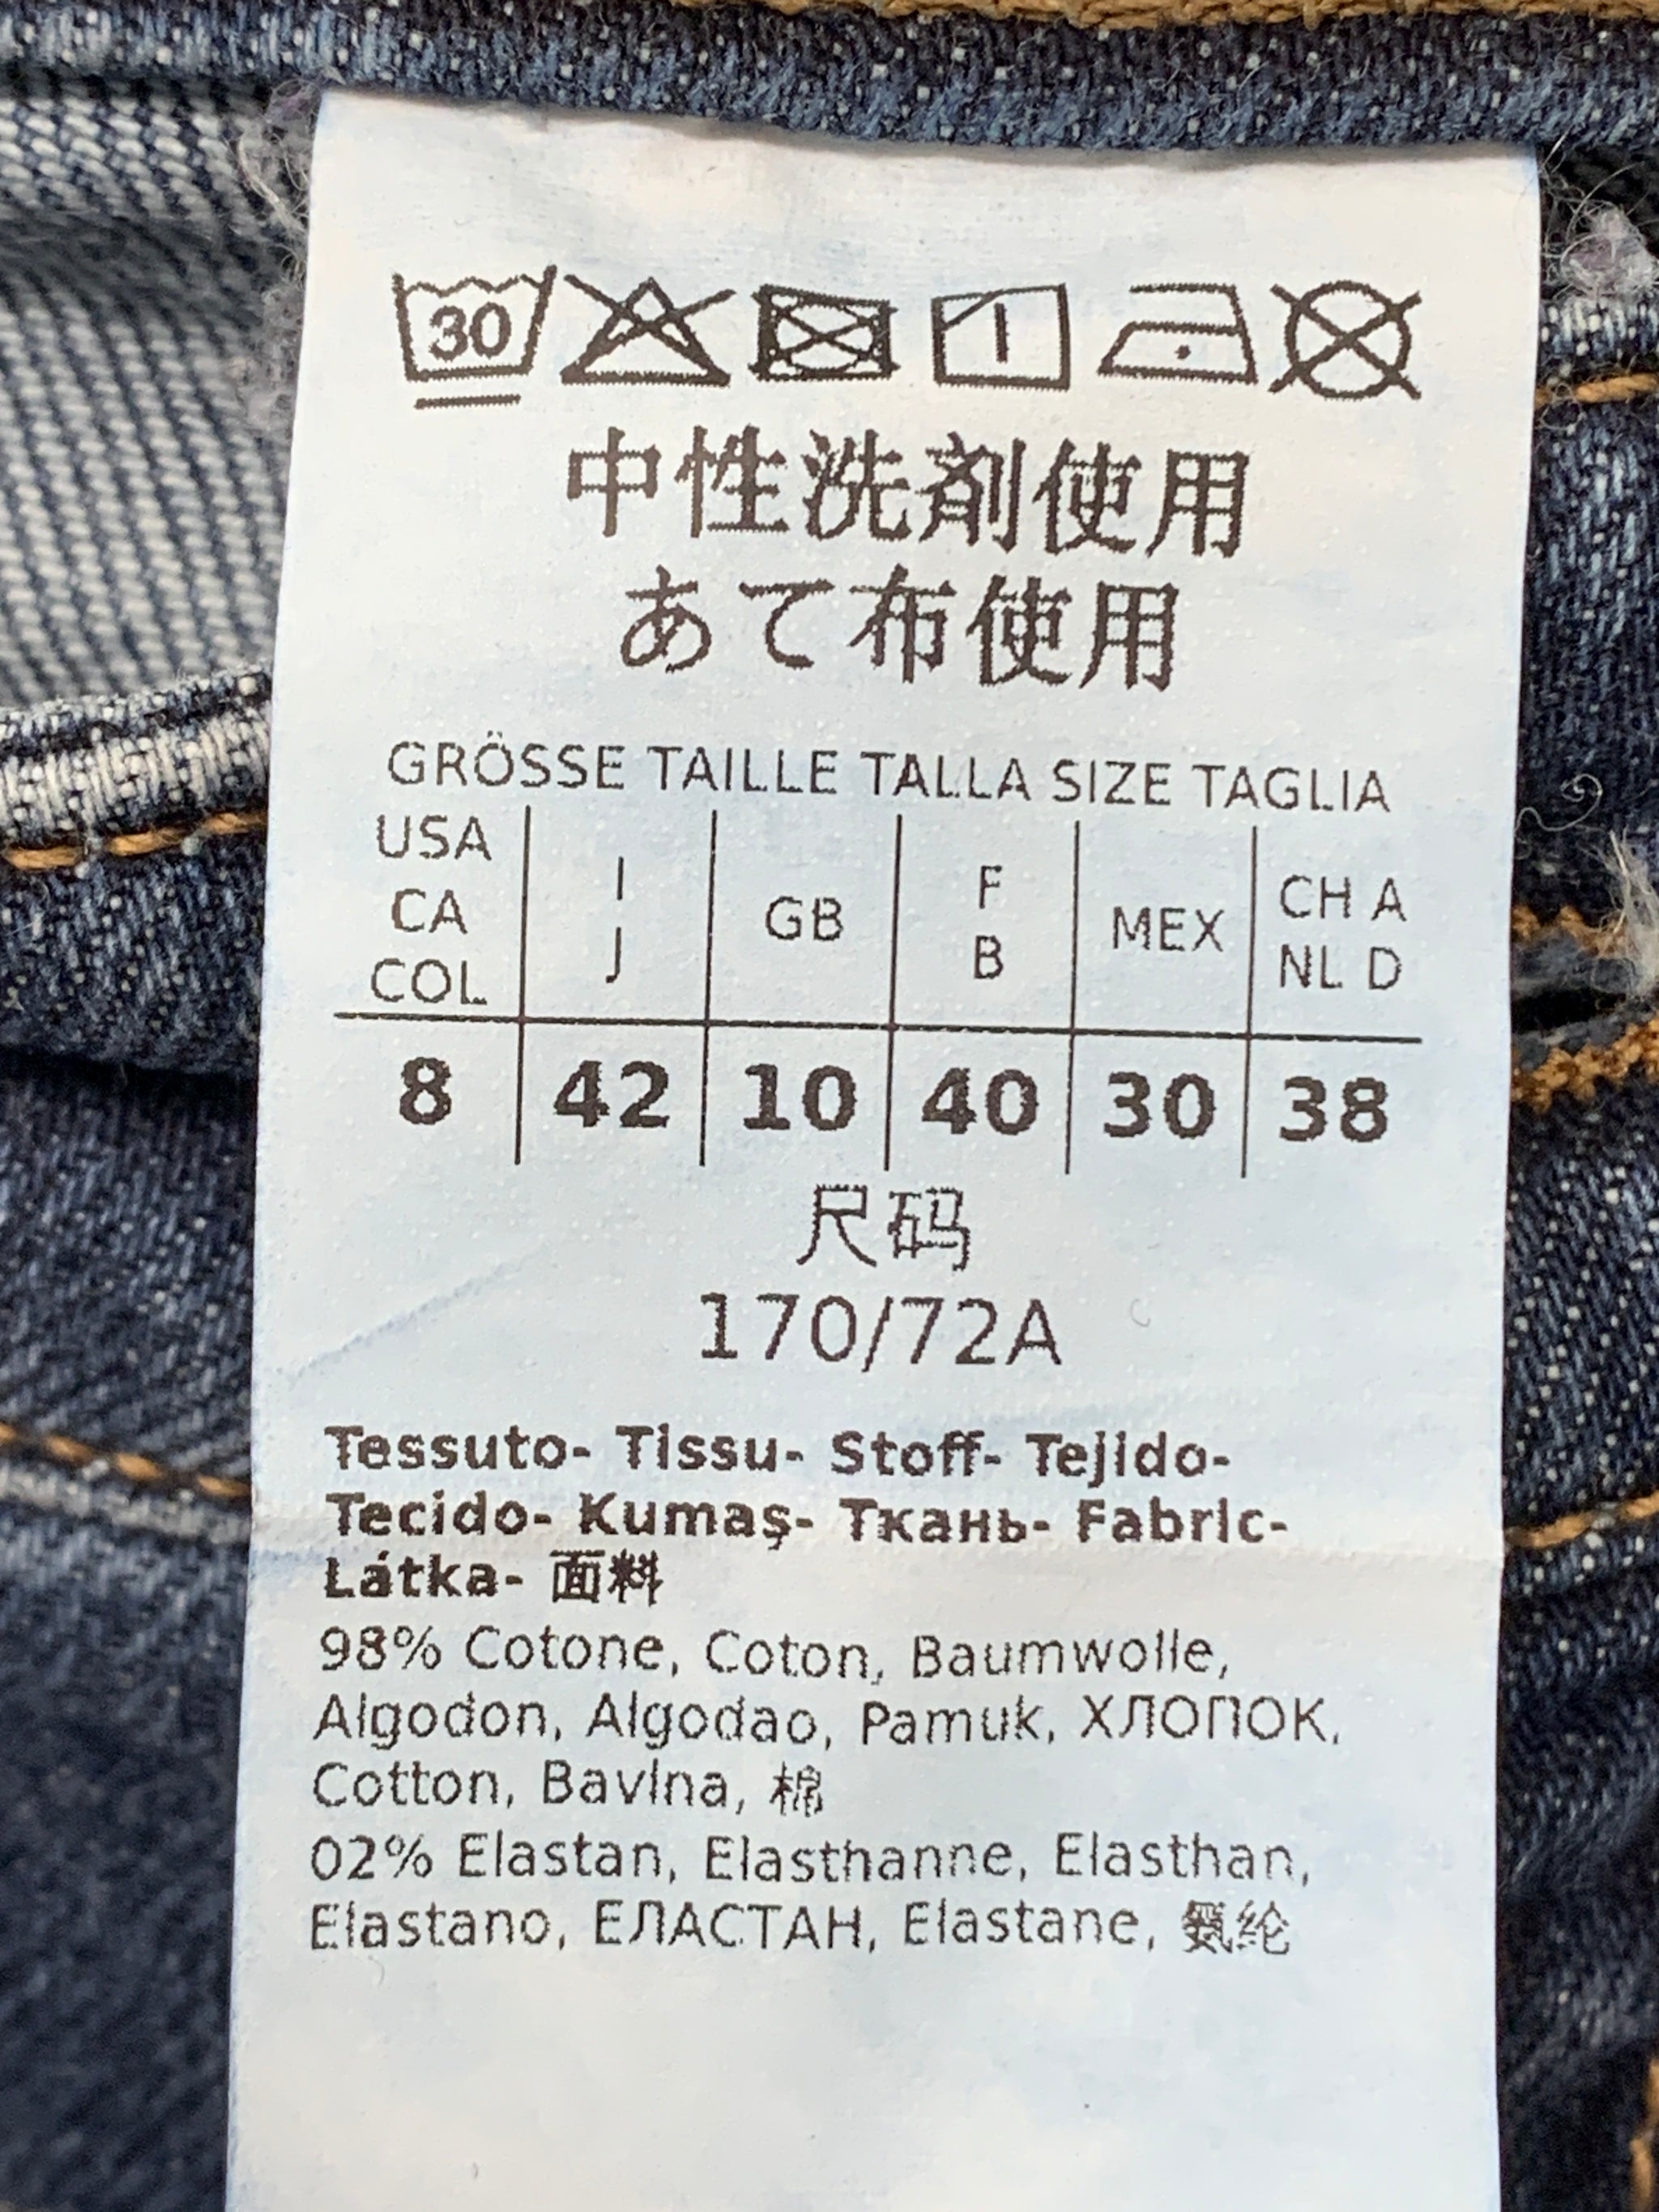 30
中性洗剤使用
あて布使用
GRÖSSE TAILLE TALLA SIZE TAGLIA
USA CA COL | I J | GB | F B | MEX | CH A NL D
8 | 42 | 10 | 40 | 30 | 38
尺码
170/72A
Tessuto- Tissu- Stoff- Tejido-
Tecido- Kumaş- Ткань- Fabric-
Látka- 面料
98% Cotone, Coton, Baumwolle,
Algodon, Algodao, Pamuk, ХЛОПОК,
Cotton, Bavlna, 棉
02% Elastan, Elasthanne, Elasthan,
Elastano, ЕЛАСТАН, Elastane, 氨纶